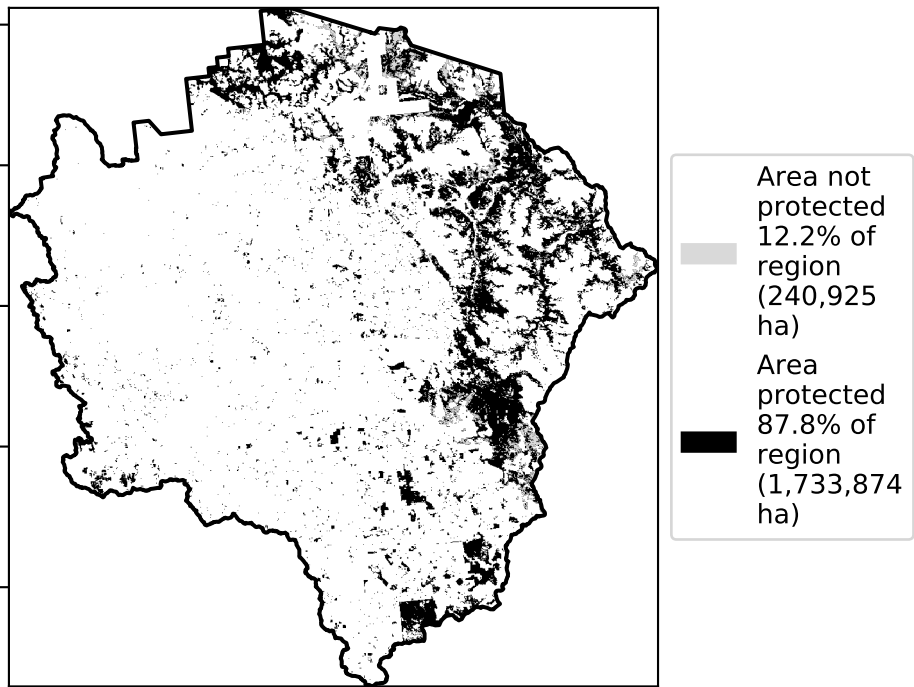 Area not
protected
12.2% of
region
(240,925
ha)
Area
protected
87.8% of
region
(1,733,874
ha)